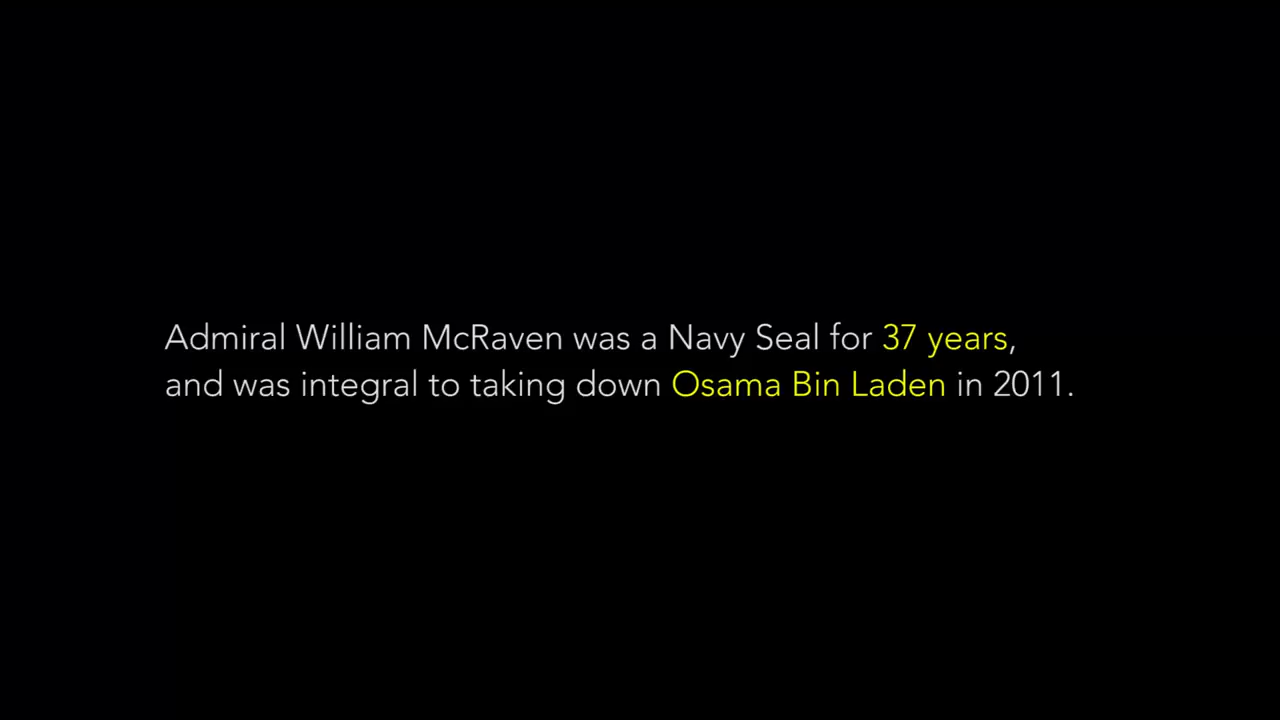 Admiral William McRaven was a Navy Seal for 37 years,
and was integral to taking down Osama Bin Laden in 2011.